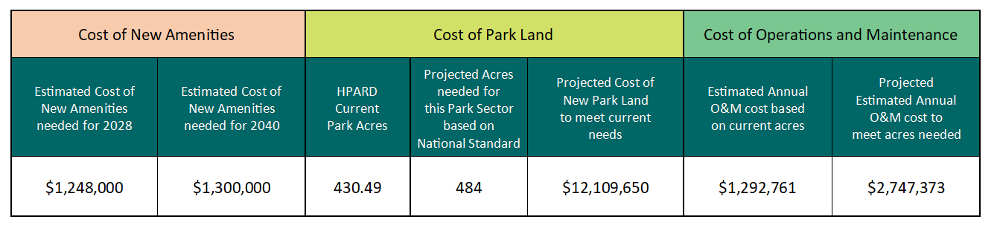 Cost of New Amenities
Cost of Park Land
Cost of Operations and Maintenance
Estimated Cost of
New Amenities
needed for 2028
Estimated Cost of
New Amenities
needed for 2040
HPARD
Current
Park Acres
Projected Acres
needed for
this Park Sector
based on
National Standard
Projected Cost of
New Park Land
to meet current
needs
Estimated Annual
O&M cost based
on current acres
Projected
Estimated Annual
O&M cost to
meet acres needed
$1,248,000
$1,300,000
430.49
484
$12,109,650
$1,292,761
$2,747,373